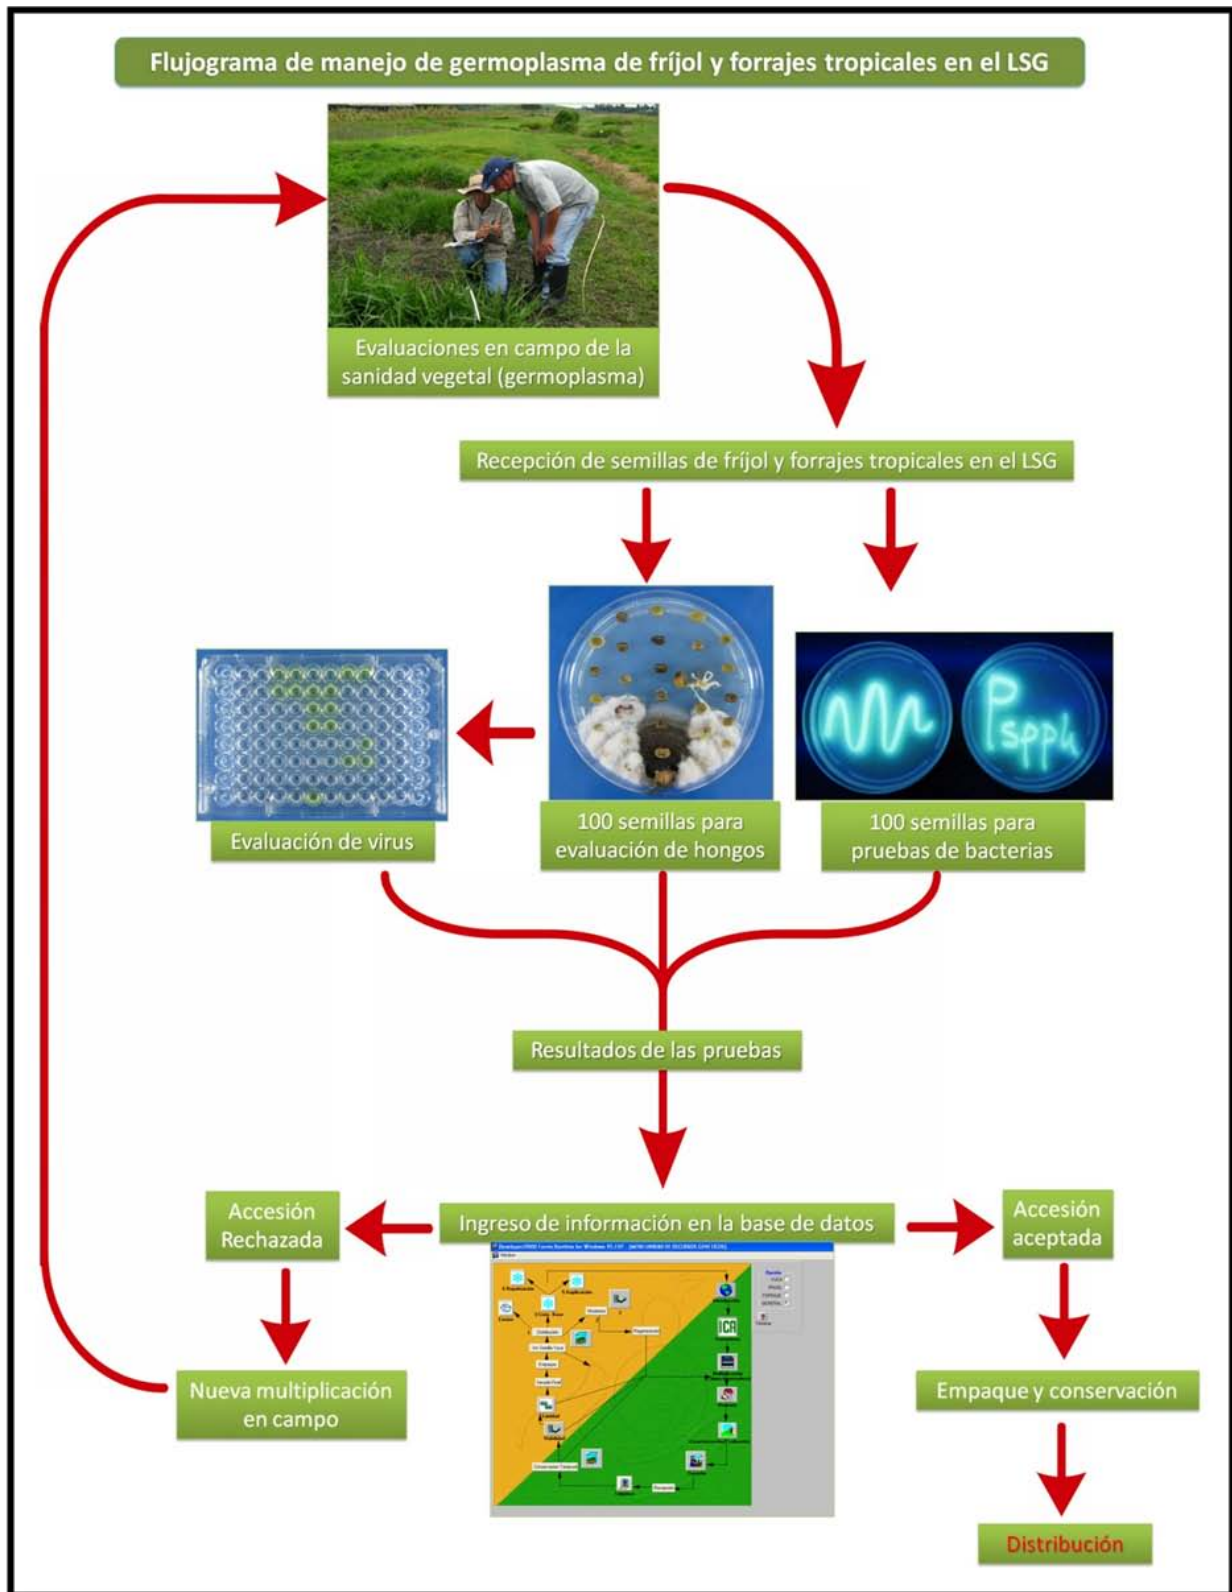 Flujograma de manejo de germoplasma de fríjol y forrajes tropicales en el LSG
Evaluaciones en campo de la
sanidad vegetal (germoplasma)
Recepción de semillas de fríjol y forrajes tropicales en el LSG
Pspph
Evaluación de virus
100 semillas para
evaluación de hongos
100 semillas para
pruebas de bacterias
Resultados de las pruebas
Accesión
Rechazada
Ingreso de información en la base de datos
Accesión
aceptada
ICA
Nueva multiplicación
en campo
Empaque y conservación
Distribución